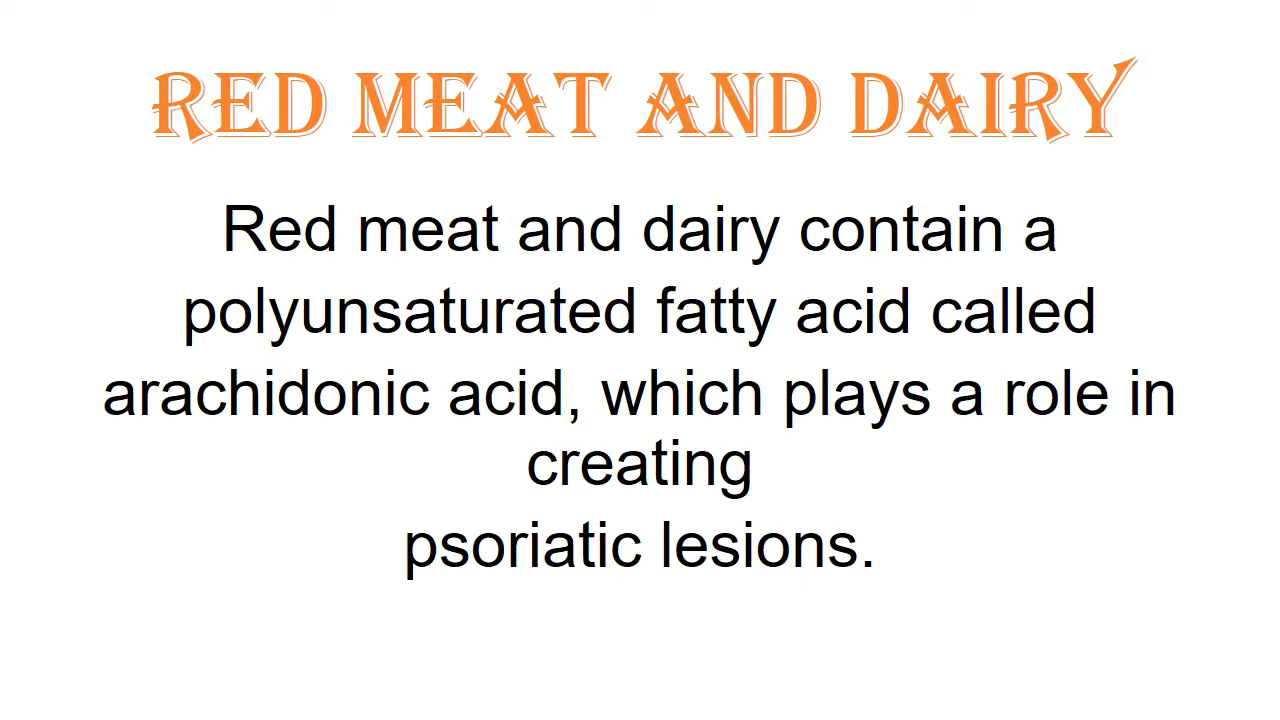 RED MEAT AND DAIRY
Red meat and dairy contain a
polyunsaturated fatty acid called
arachidonic acid, which plays a role in
creating
psoriatic lesions.